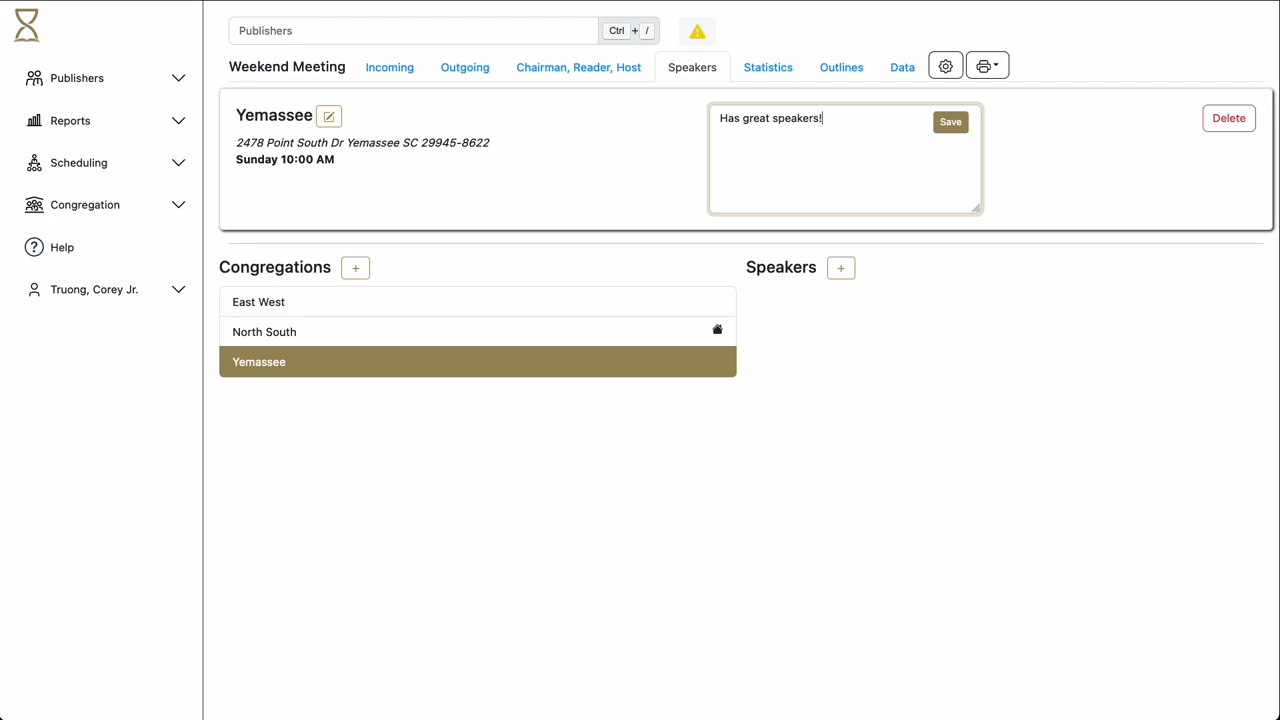 Publishers
Ctrl + /
Publishers
Reports
Scheduling
Congregation
Help
Truong, Corey Jr.
Weekend Meeting
Incoming
Outgoing
Chairman, Reader, Host
Speakers
Statistics
Outlines
Data
Yemassee
2478 Point South Dr Yemassee SC 29945-8622
Sunday 10:00 AM
Has great speakers!
Save
Delete
Congregations +
East West
North South
Yemassee
Speakers +